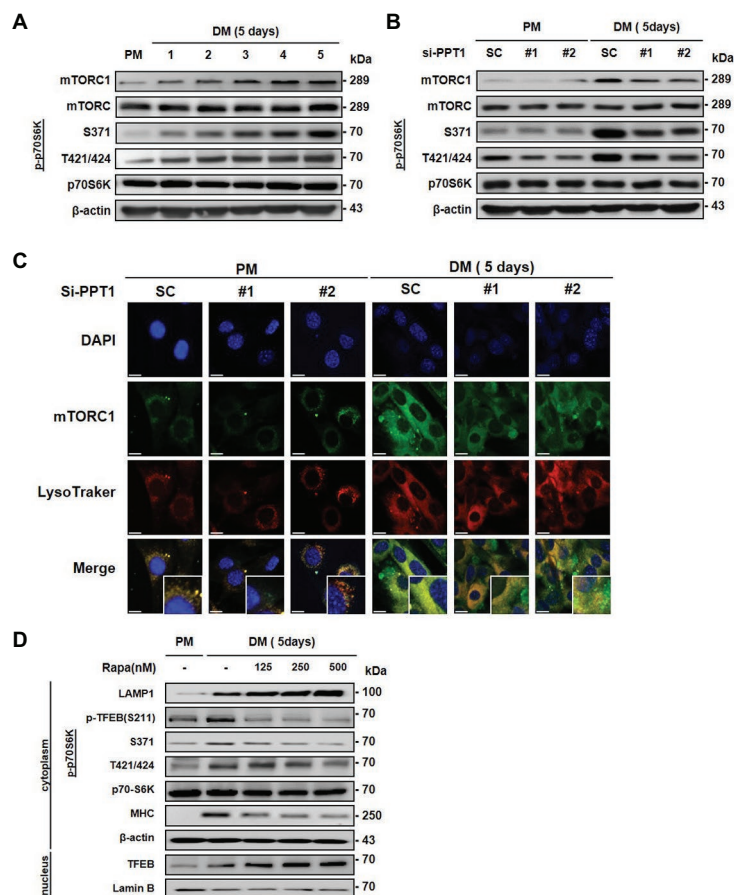 A
DM (5 days)
PM 1 2 3 4 5 kDa
mTORC1 289
mTORC 289
p-p70S6K
S371 70
T421/424 70
p70S6K 70
β-actin 43
B
PM DM ( 5days)
si-PPT1 SC #1 #2 SC #1 #2 kDa
mTORC1 289
mTORC 289
p-p70S6K
S371 70
T421/424 70
p70S6K 70
β-actin 43
C
PM DM ( 5 days)
Si-PPT1 SC #1 #2 SC #1 #2
DAPI
mTORC1
LysoTraker
Merge
D
PM DM ( 5days)
Rapa(nM) - - 125 250 500 kDa
cytoplasm
LAMP1 100
p-TFEB(S211) 70
p-p70S6K
S371 70
T421/424 70
p70-S6K 70
MHC 250
β-actin 43
nucleus
TFEB 70
Lamin B 70